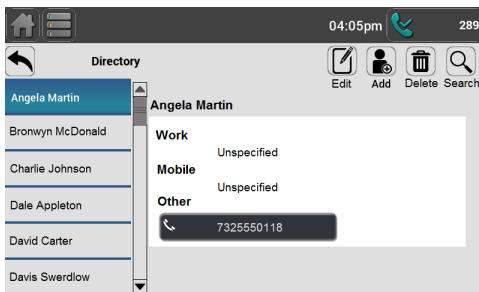 04:05pm 289
Directory
Edit Add Delete Search
Angela Martin
Bronwyn McDonald
Charlie Johnson
Dale Appleton
David Carter
Davis Swerdlow
Angela Martin
Work
Unspecified
Mobile
Unspecified
Other
7325550118